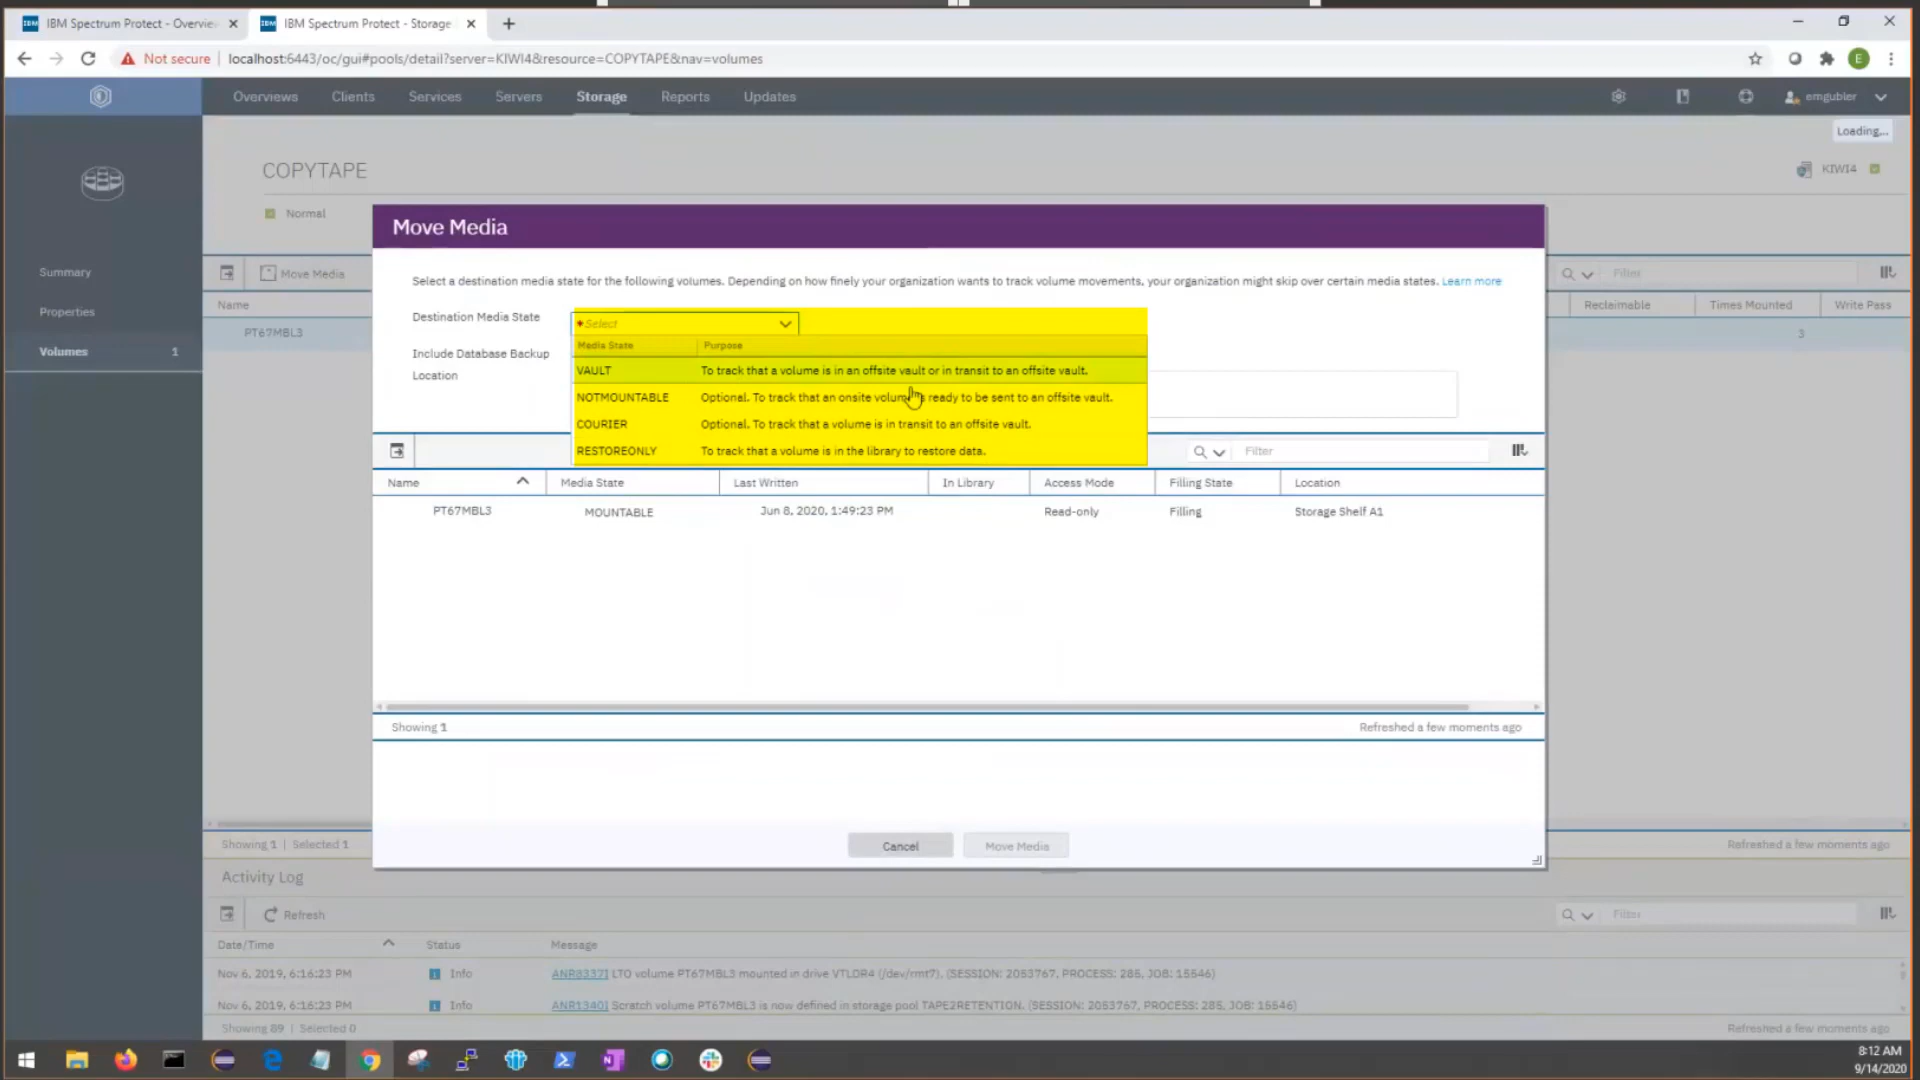 IBM Spectrum Protect - Overvie
IBM Spectrum Protect - Storage
Not secure
localhost:6443/oc/gui#pools/detail?server=KIWI4&resource=COPYTAPE&nav=volumes
E
Overviews Clients Services Servers Storage Reports Updates
emgubler
Loading...
COPYTAPE
KIWI4
Normal
Summary
Properties
Volumes 1
Move Media
Filter
Name Reclaimable Times Mounted Write Pass
PT67MBL3 3
Move Media
Select a destination media state for the following volumes. Depending on how finely your organization wants to track volume movements, your organization might skip over certain media states. Learn more
Destination Media State
* Select
Include Database Backup
Location
Media State Purpose
VAULT To track that a volume is in an offsite vault or in transit to an offsite vault.
NOTMOUNTABLE Optional. To track that an onsite volume is ready to be sent to an offsite vault.
COURIER Optional. To track that a volume is in transit to an offsite vault.
RESTOREONLY To track that a volume is in the library to restore data.
Filter
Name Media State Last Written In Library Access Mode Filling State Location
PT67MBL3 MOUNTABLE Jun 8, 2020, 1:49:23 PM Read-only Filling Storage Shelf A1
Showing 1 Refreshed a few moments ago
Cancel Move Media
Showing 1 | Selected 1 Refreshed a few moments ago
Activity Log
Refresh Filter
Date/Time Status Message
Nov 6, 2019, 6:16:23 PM Info ANR8337I LTO volume PT67MBL3 mounted in drive VTLDR4 (/dev/rmt7). (SESSION: 2053767, PROCESS: 285, JOB: 15546)
Nov 6, 2019, 6:16:23 PM Info ANR1340I Scratch volume PT67MBL3 is now defined in storage pool TAPE2RETENTION. (SESSION: 2053767, PROCESS: 285, JOB: 15546)
Showing 89 | Selected 0 Refreshed a few moments ago
8:12 AM
9/14/2020